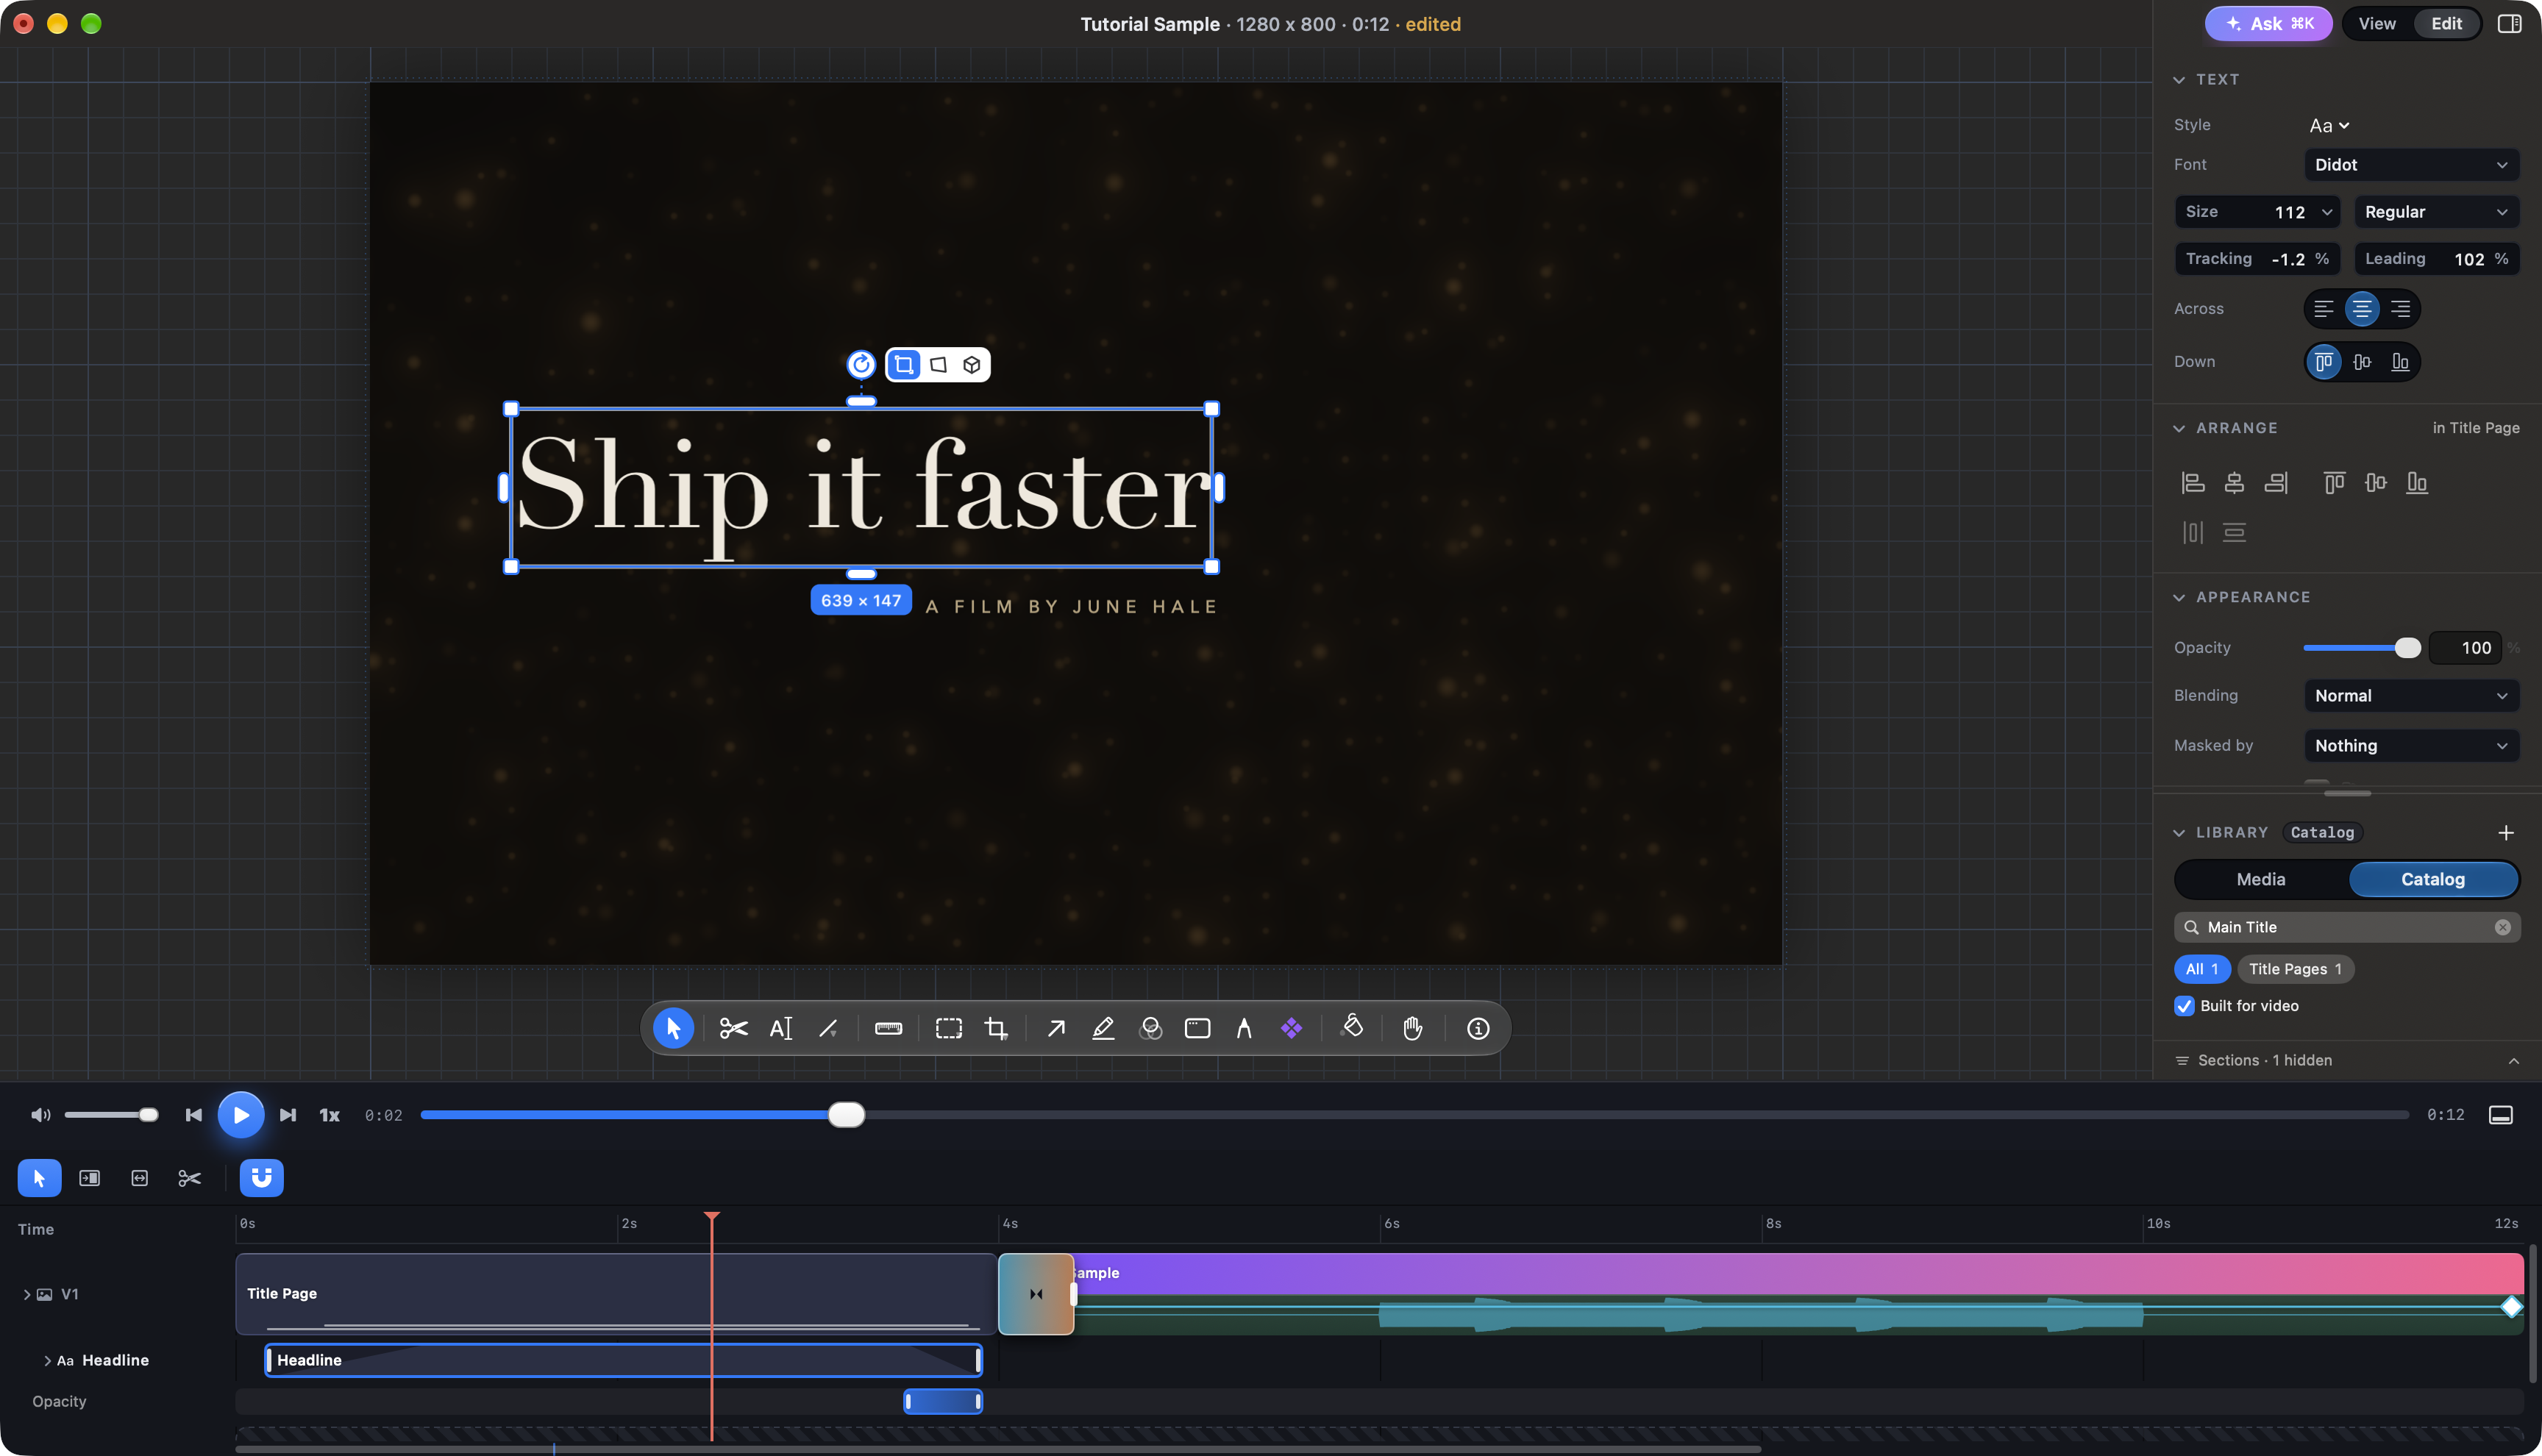 Tutorial Sample · 1280 x 800 · 0:12 · edited
Ask ⌘K
View
Edit
TEXT
Style
Aa
Font
Didot
Size 112
Regular
Tracking -1.2 %
Leading 102 %
Across
Down
ARRANGE
in Title Page
APPEARANCE
Opacity
100 %
Blending
Normal
Masked by
Nothing
Ship it faster
639 × 147
A FILM BY JUNE HALE
LIBRARY
Catalog
Media
Catalog
Main Title
All 1
Title Pages 1
Built for video
Sections · 1 hidden
1x
0:02
0:12
Time
0s
2s
4s
6s
8s
10s
12s
V1
Title Page
ample
Aa Headline
Headline
Opacity